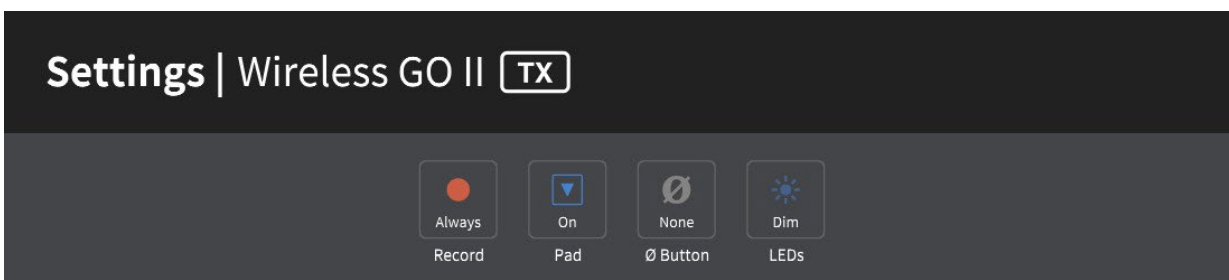 Settings | Wireless GO II TX
Always On None Dim
Record Pad Ø Button LEDs